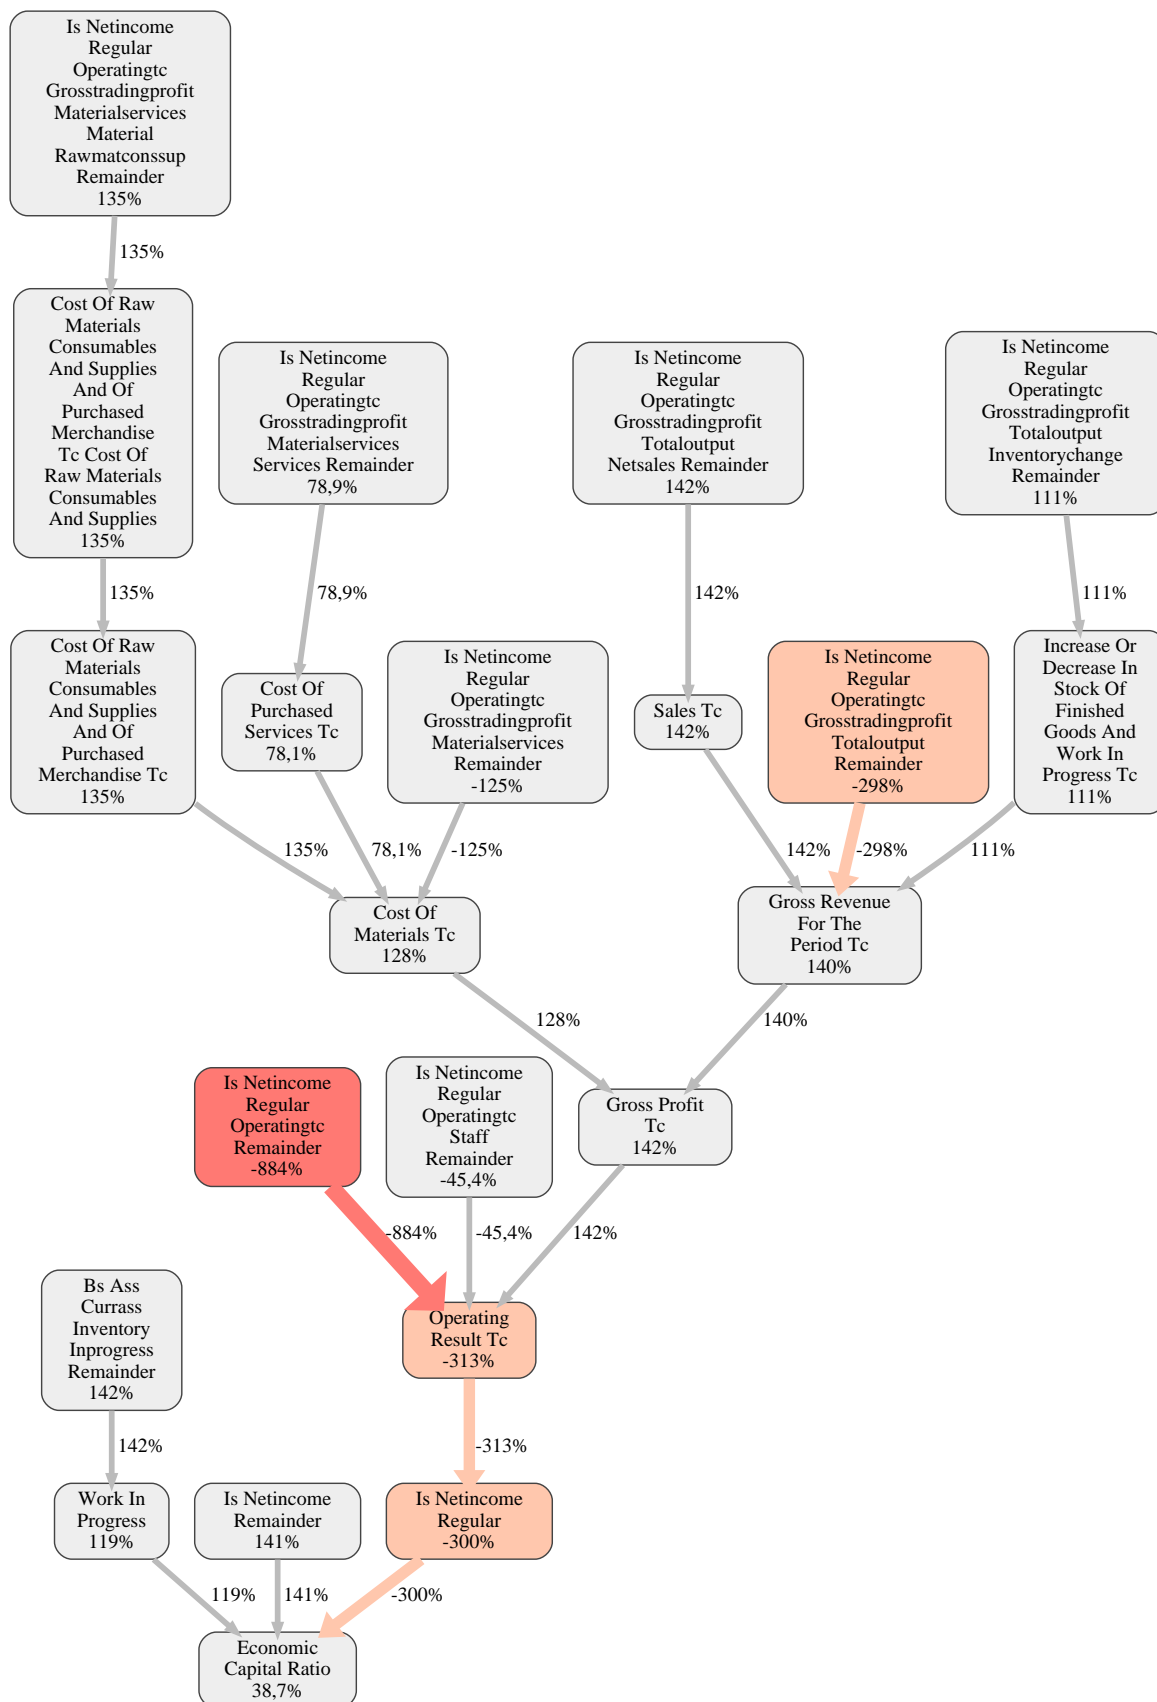 Is Netincome
Regular
Operatingtc
Grosstradingprofit
Materialservices
Material
Rawmatconssup
Remainder
135%
135%
Cost Of Raw
Materials
Consumables
And Supplies
And Of
Purchased
Merchandise
Tc Cost Of
Raw Materials
Consumables
And Supplies
135%
Is Netincome
Regular
Operatingtc
Grosstradingprofit
Materialservices
Services Remainder
78,9%
Is Netincome
Regular
Operatingtc
Grosstradingprofit
Totaloutput
Netsales Remainder
142%
Is Netincome
Regular
Operatingtc
Grosstradingprofit
Totaloutput
Inventorychange
Remainder
111%
135%
78,9%
142%
111%
Cost Of Raw
Materials
Consumables
And Supplies
And Of
Purchased
Merchandise Tc
135%
Cost Of
Purchased
Services Tc
78,1%
Is Netincome
Regular
Operatingtc
Grosstradingprofit
Materialservices
Remainder
-125%
Sales Tc
142%
Is Netincome
Regular
Operatingtc
Grosstradingprofit
Totaloutput
Remainder
-298%
Increase Or
Decrease In
Stock Of
Finished
Goods And
Work In
Progress Tc
111%
135%
78,1%
-125%
142%
-298%
111%
Cost Of
Materials Tc
128%
Gross Revenue
For The
Period Tc
140%
128%
140%
Is Netincome
Regular
Operatingtc
Remainder
-884%
Is Netincome
Regular
Operatingtc
Staff
Remainder
-45,4%
Gross Profit
Tc
142%
-884%
-45,4%
142%
Bs Ass
Currass
Inventory
Inprogress
Remainder
142%
Operating
Result Tc
-313%
142%
-313%
Work In
Progress
119%
Is Netincome
Remainder
141%
Is Netincome
Regular
-300%
119%
141%
-300%
Economic
Capital Ratio
38,7%